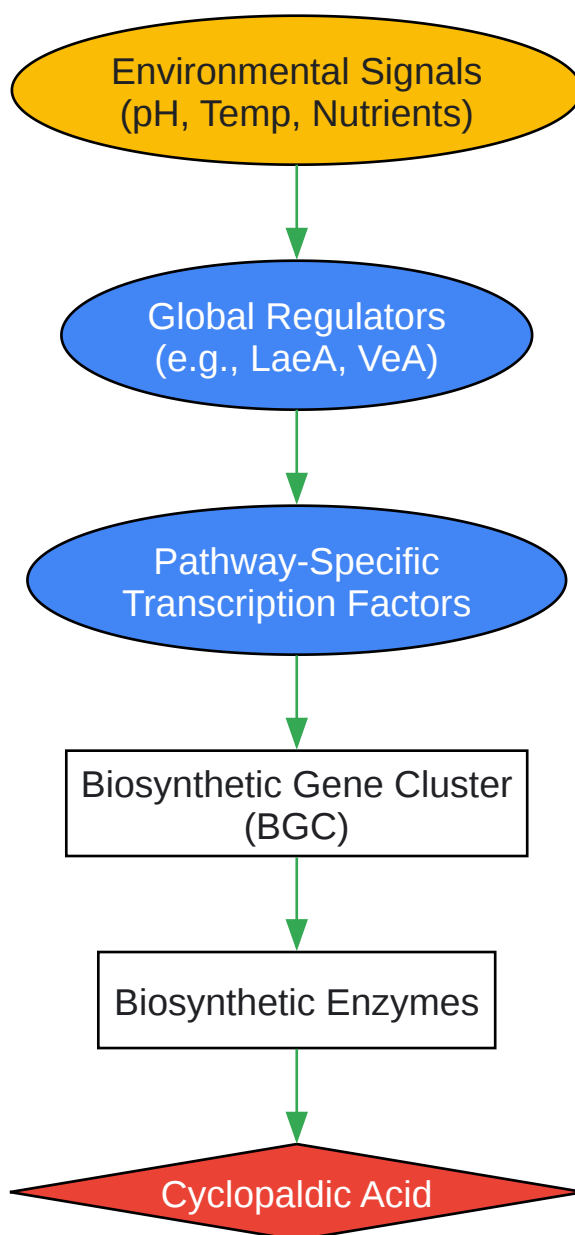 Environmental Signals
(pH, Temp, Nutrients)
Global Regulators
(e.g., LaeA, VeA)
Pathway-Specific
Transcription Factors
Biosynthetic Gene Cluster
(BGC)
Biosynthetic Enzymes
Cyclopaldic Acid